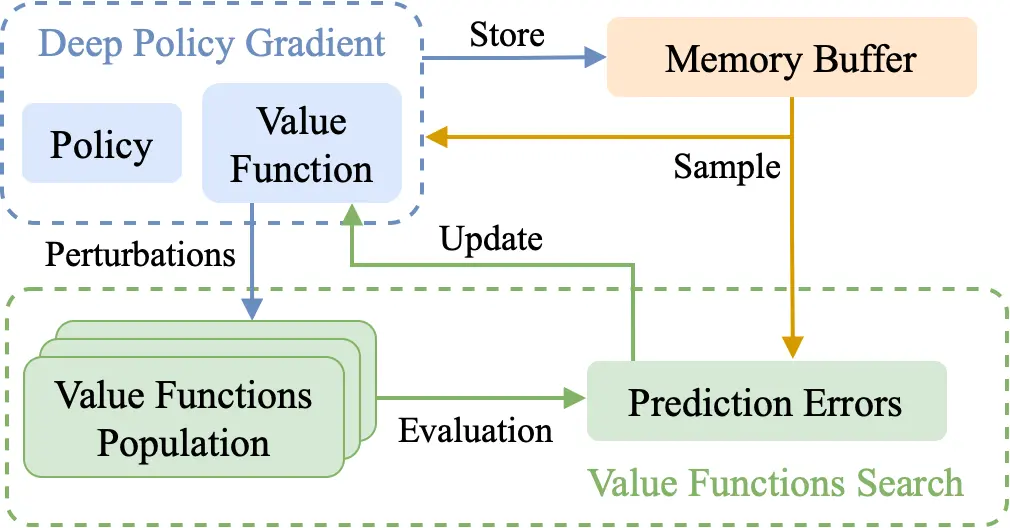 Deep Policy Gradient
Store
Memory Buffer
Policy
Value
Function
Sample
Perturbations
Update
Value Functions
Population
Evaluation
Prediction Errors
Value Functions Search